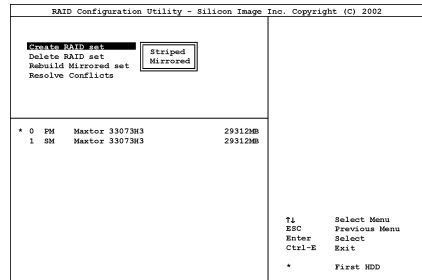 RAID Configuration Utility - Silicon Image Inc. Copyright (C) 2002
Create RAID set
Delete RAID set
Rebuild Mirrored set
Resolve Conflicts
Striped
Mirrored
* 0 PM Maxtor 33073H3 29312MB
1 SM Maxtor 33073H3 29312MB
↑↓ Select Menu
ESC Previous Menu
Enter Select
Ctrl-E Exit
* First HDD